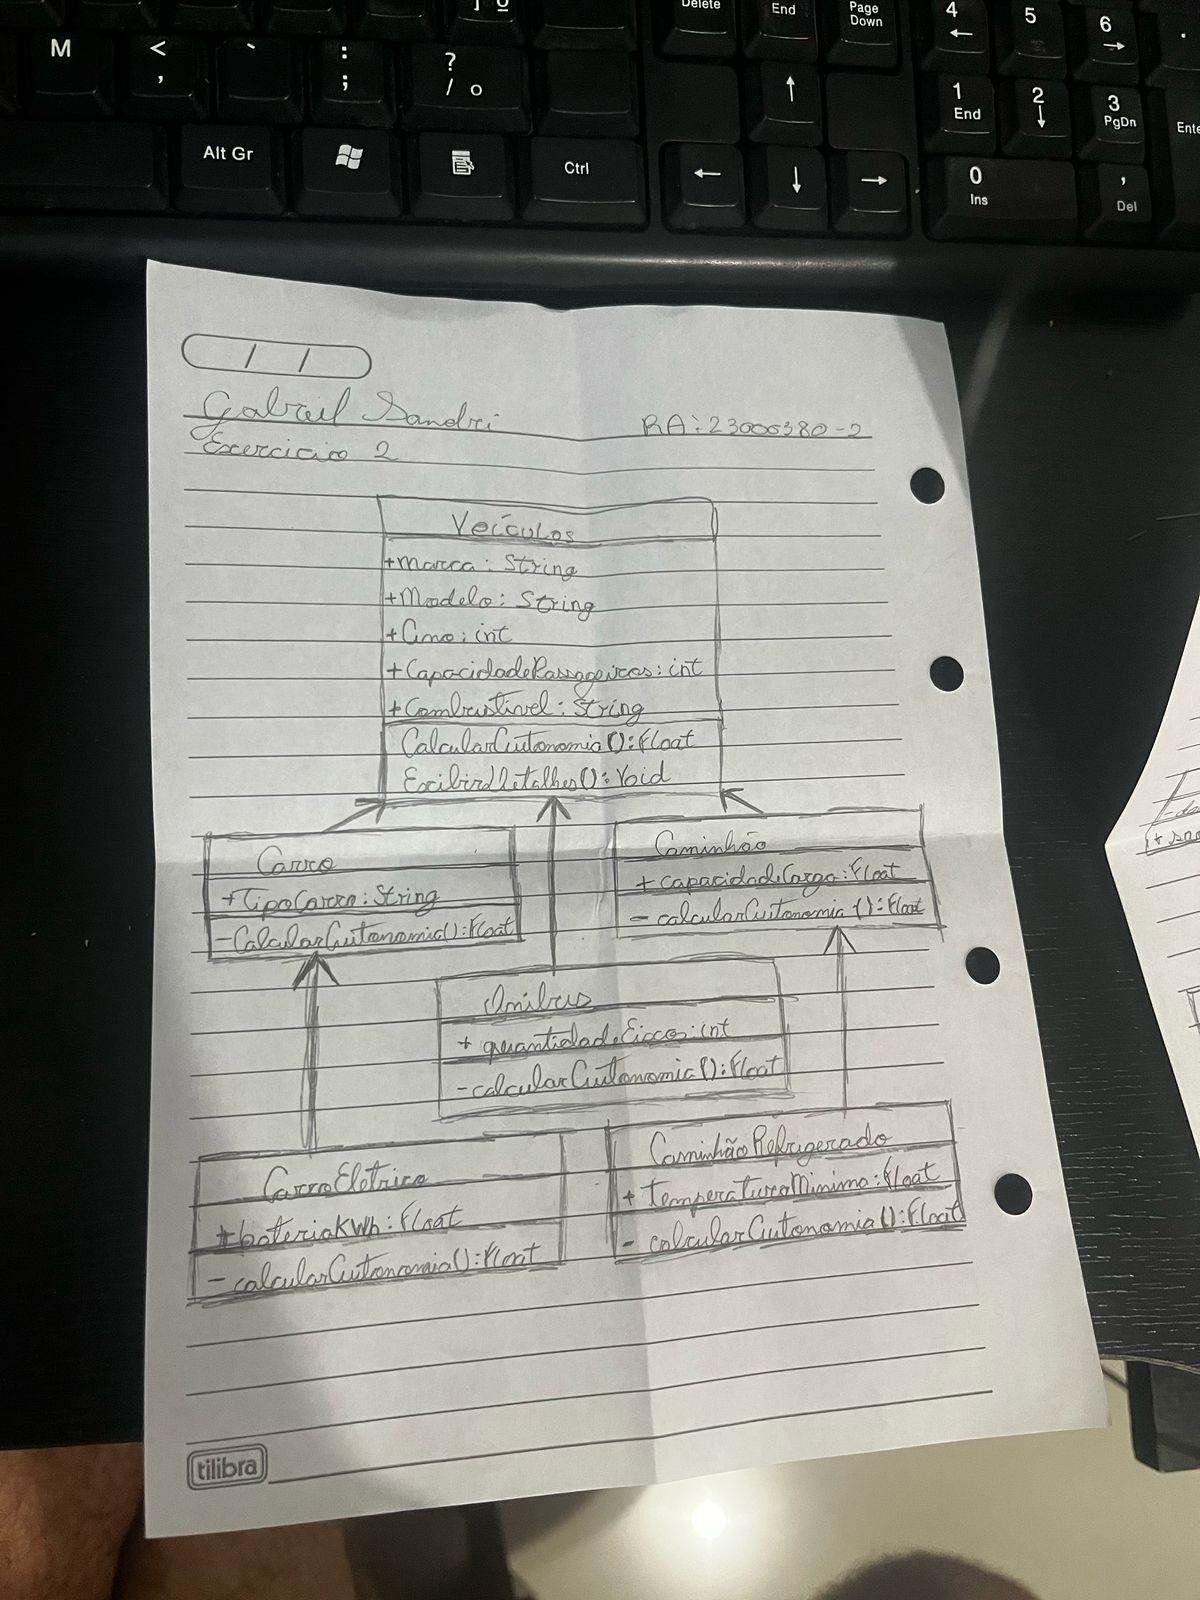 Delete
End
Page Down
4
5
6
M
<
,
`
:
;
?
/
1
End
2
3
PgDn
Alt Gr
Ctrl
0
Ins
,
Del
Gabriel Sandri RA: 23005380-2
Exercicio 2
Veículos
+Marca: String
+Modelo: String
+Ano: int
+CapacidadePassageiros: int
+Combustivel: String
CalcularAutonomia(): Float
ExibirDetalhes(): Void
Carro
+TipoCarro: String
-CalcularAutonomia(): Float
Caminhão
+ capacidadeCarga: Float
- calcularAutonomia(): Float
Ônibus
+ quantidadeEixos: int
- calcularAutonomia(): Float
CarroEletrico
+bateriaKWh: Float
- calcularAutonomia(): Float
CaminhãoRefrigerado
+ temperaturaMinima: Float
- calcularAutonomia(): Float
tilibra